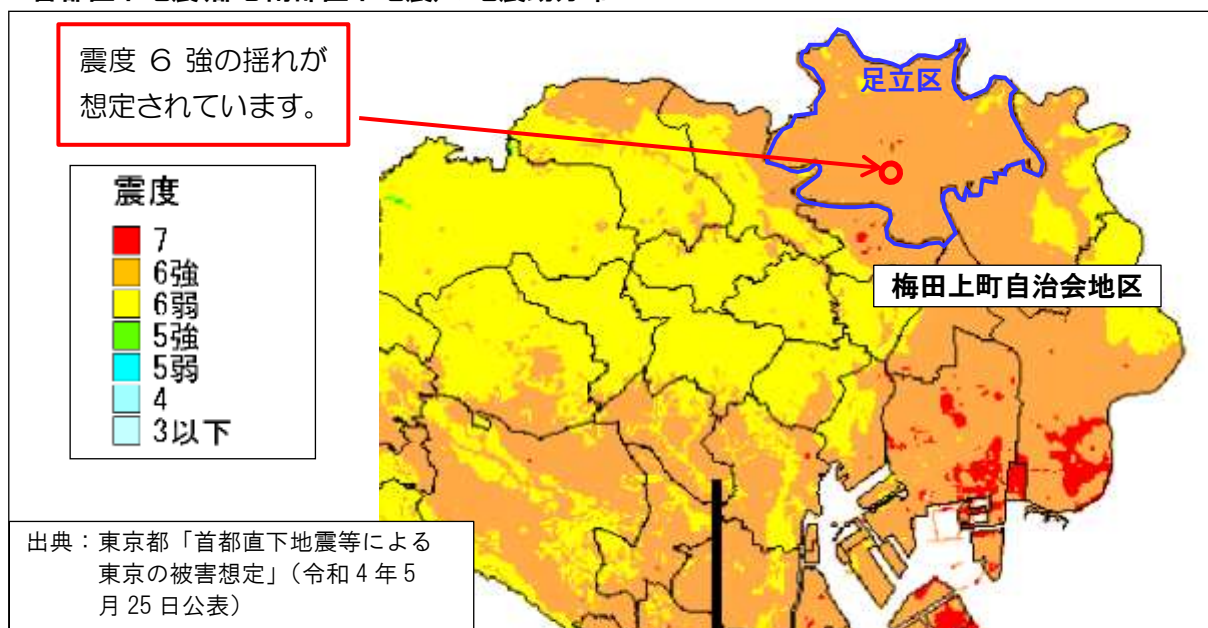 震度 6 強の揺れが
想定されています。
足立区
梅田上町自治会地区
震度
7
6強
6弱
5強
5弱
4
3以下
出典：東京都「首都直下地震等による
東京の被害想定」（令和4年5
月25日公表）